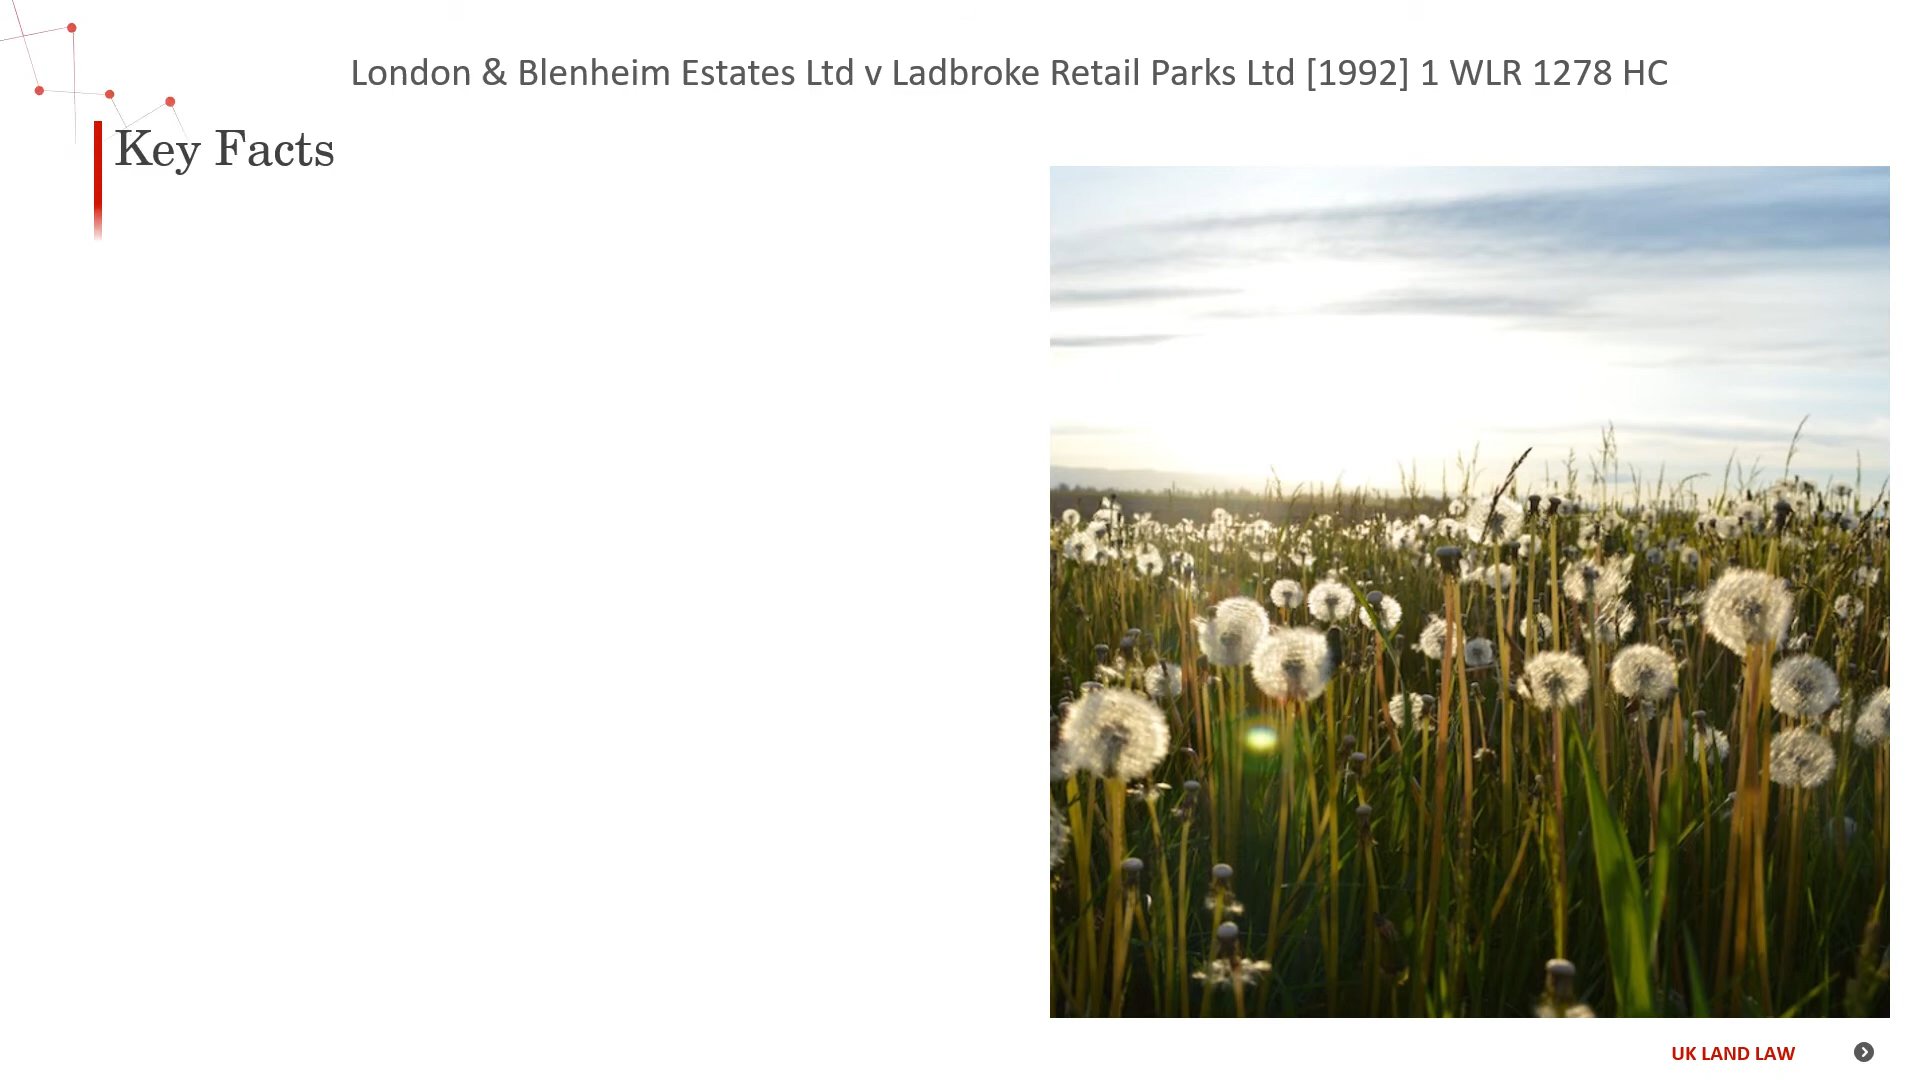 London & Blenheim Estates Ltd v Ladbroke Retail Parks Ltd [1992] 1 WLR 1278 HC
Key Facts
UK LAND LAW